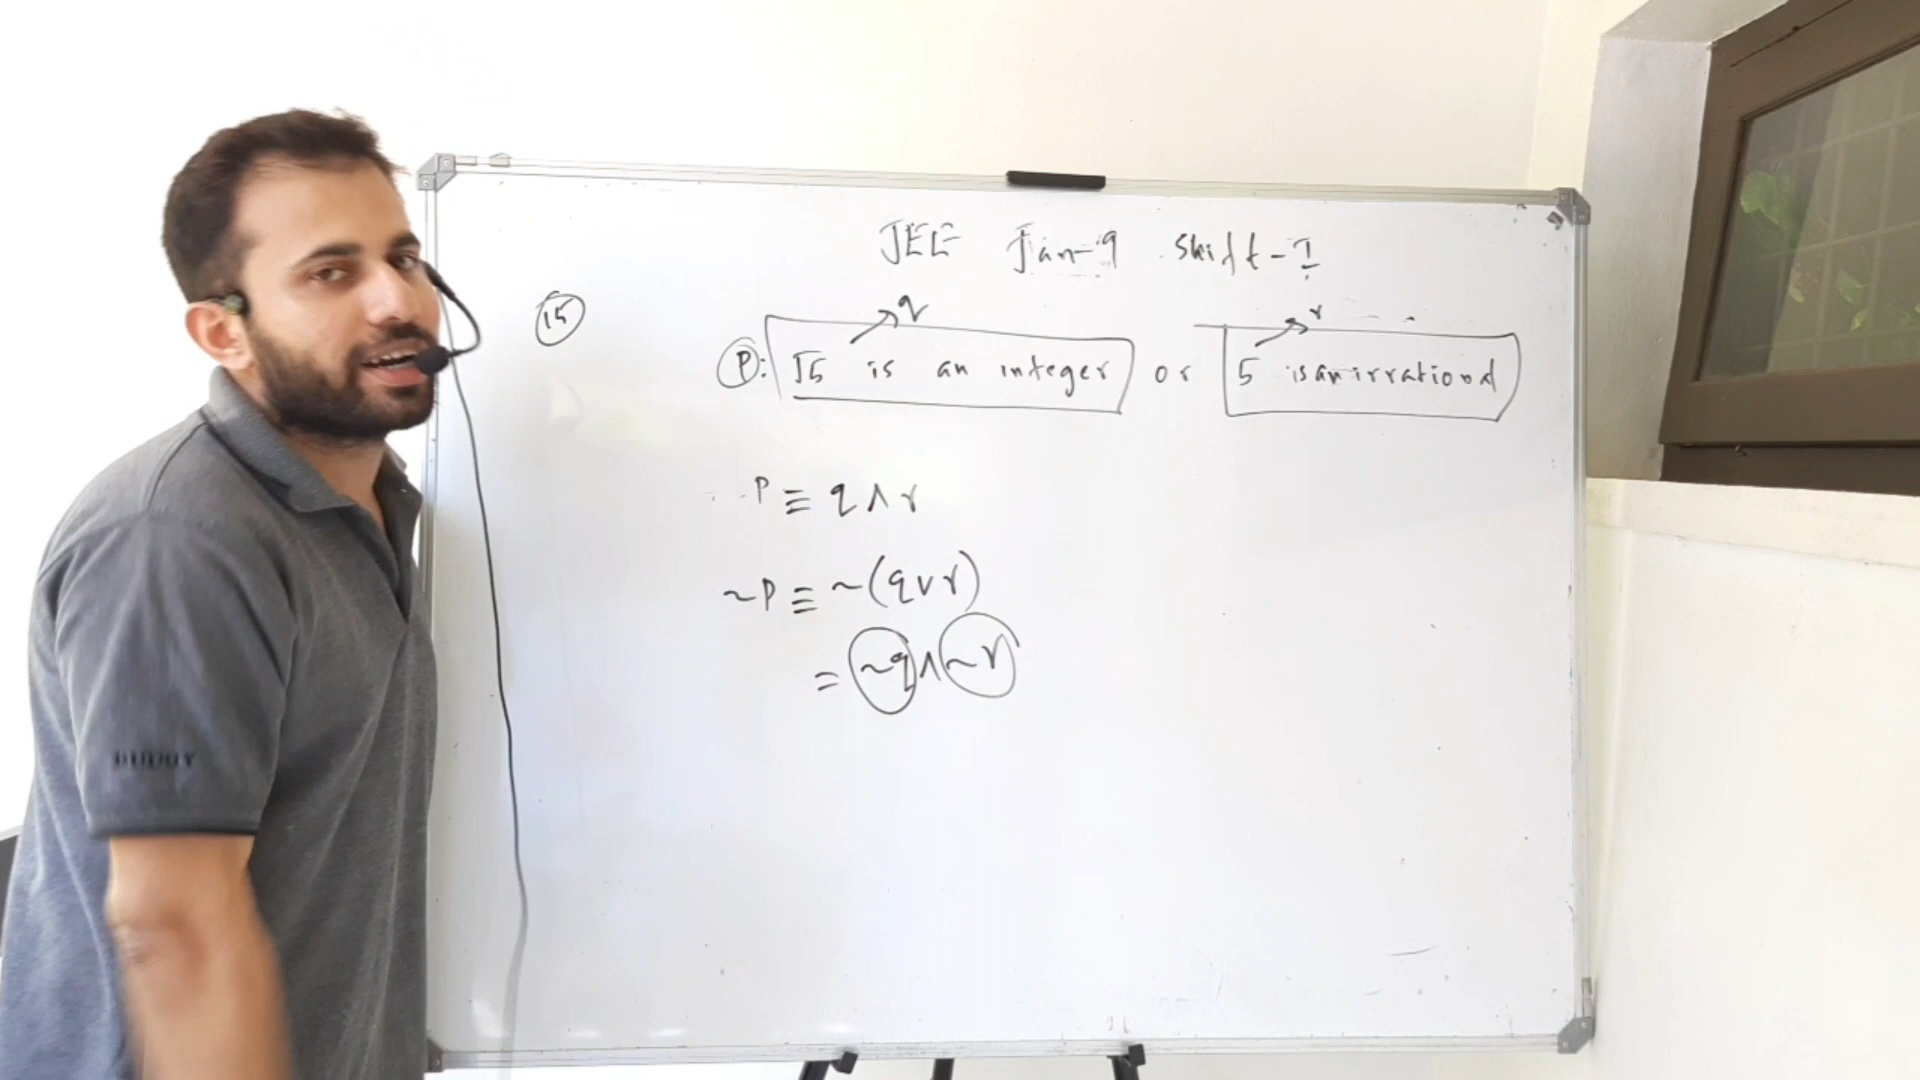 JEE Jan-9 Shift-I
15
q r
P: √5 is an integer or 5 is an irrational
P ≡ q ∧ r
~P ≡ ~(q ∨ r)
≡ ~q ∧ ~r